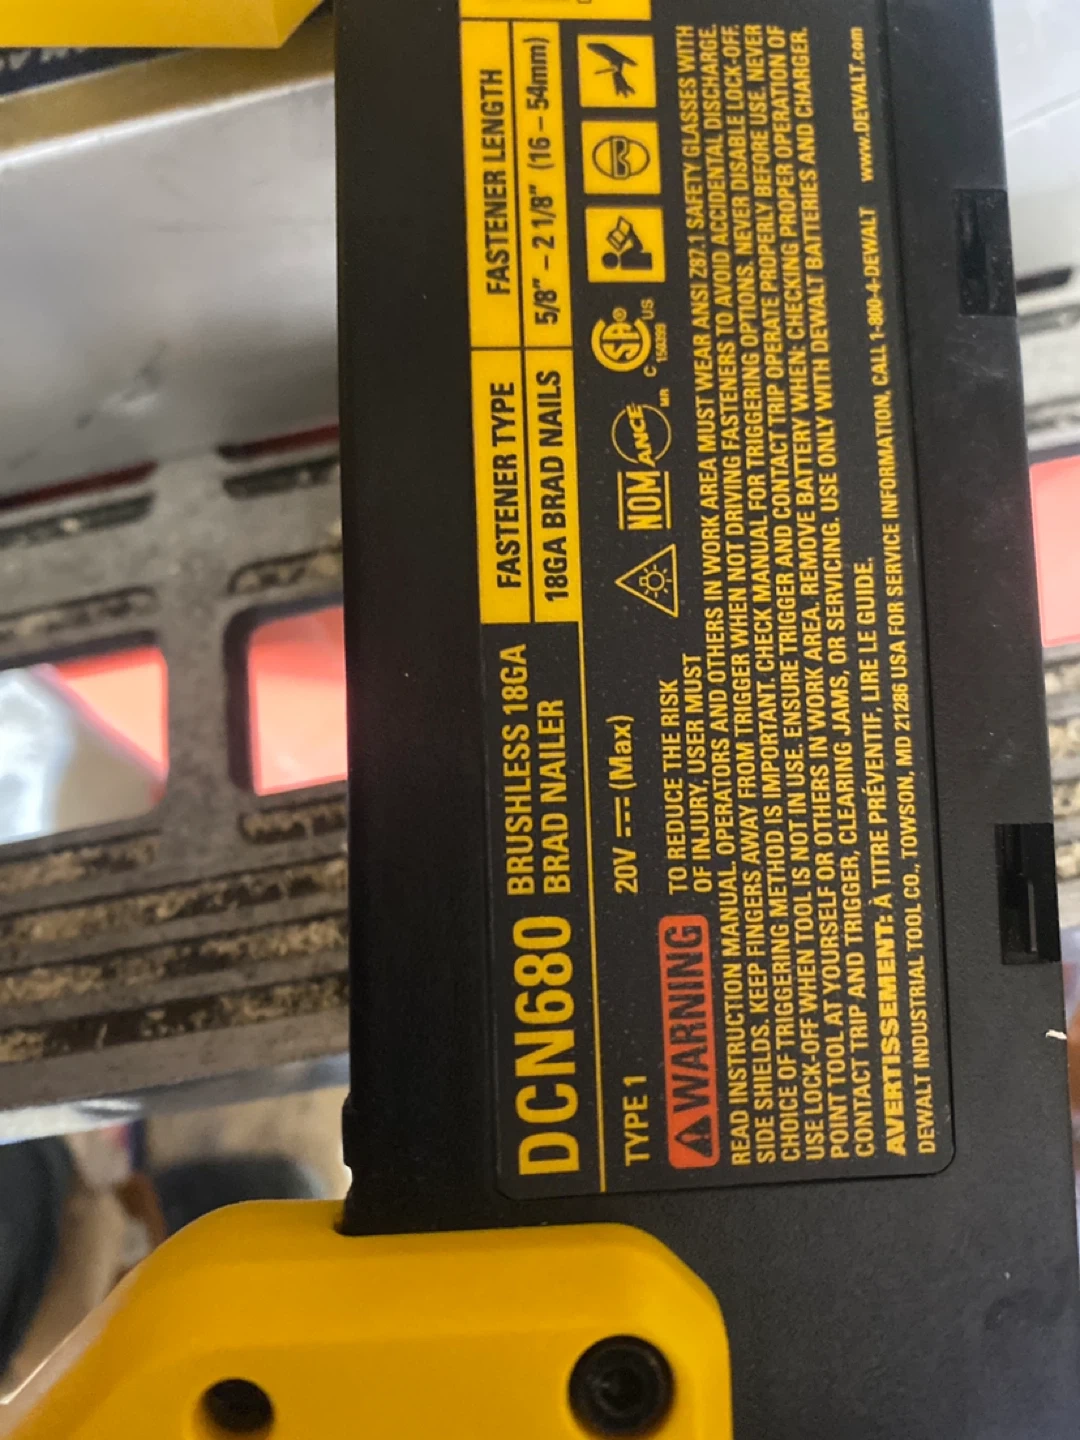 DCN680
BRUSHLESS 18GA
BRAD NAILER
FASTENER TYPE
FASTENER LENGTH
18GA BRAD NAILS
5/8" – 2 1/8" (16 – 54mm)
TYPE 1
20V ⎓ (Max)
NOM
ANCE
MR
SA®
C US
156399
WARNING
TO REDUCE THE RISK
OF INJURY, USER MUST
READ INSTRUCTION MANUAL. OPERATORS AND OTHERS IN WORK AREA MUST WEAR ANSI Z87.1 SAFETY GLASSES WITH
SIDE SHIELDS. KEEP FINGERS AWAY FROM TRIGGER WHEN NOT DRIVING FASTENERS TO AVOID ACCIDENTAL DISCHARGE.
CHOICE OF TRIGGERING METHOD IS IMPORTANT. CHECK MANUAL FOR TRIGGERING OPTIONS. NEVER DISABLE LOCK-OFF.
USE LOCK-OFF WHEN TOOL IS NOT IN USE. ENSURE TRIGGER AND CONTACT TRIP OPERATE PROPERLY BEFORE USE. NEVER
POINT TOOL AT YOURSELF OR OTHERS IN WORK AREA. REMOVE BATTERY WHEN: CHECKING PROPER OPERATION OF
CONTACT TRIP AND TRIGGER, CLEARING JAMS, OR SERVICING. USE ONLY WITH DEWALT BATTERIES AND CHARGER.
AVERTISSEMENT: À TITRE PRÉVENTIF, LIRE LE GUIDE.
DEWALT INDUSTRIAL TOOL CO., TOWSON, MD 21286 USA FOR SERVICE INFORMATION, CALL 1-800-4-DEWALT www.DEWALT.com